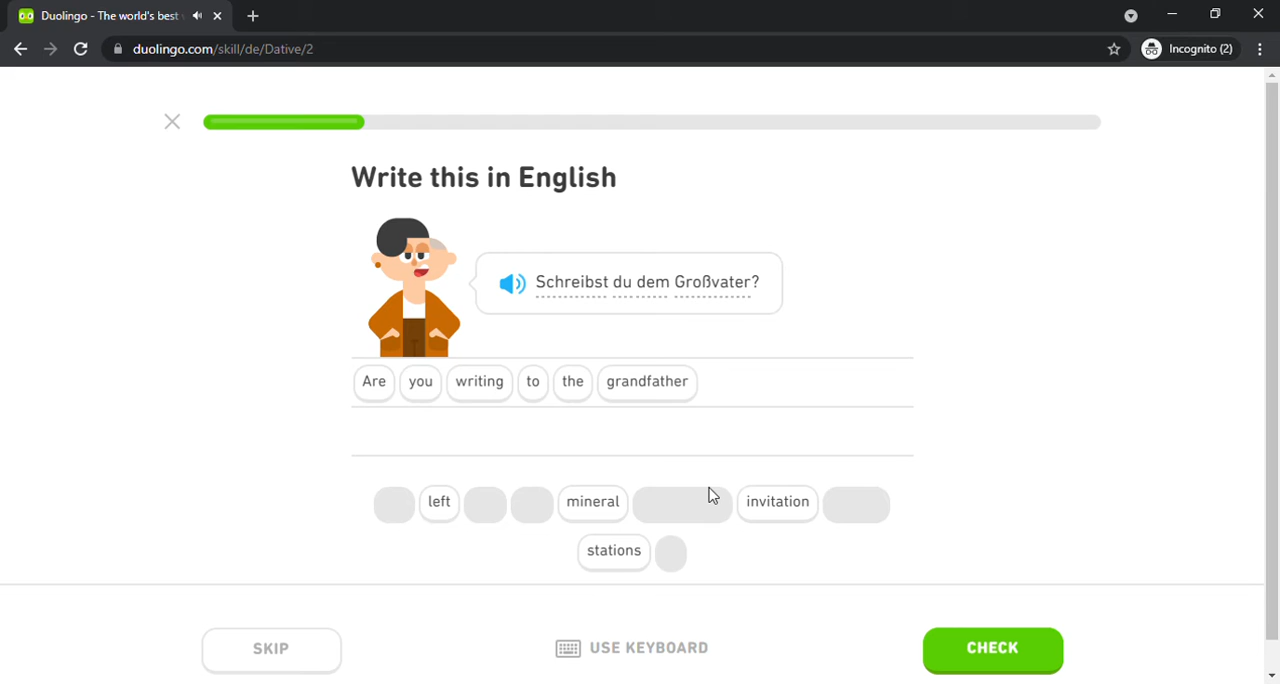 Duolingo - The world's best
duolingo.com/skill/de/Dative/2
Incognito (2)
Write this in English
Schreibst du dem Großvater?
Are you writing to the grandfather
left mineral invitation
stations
SKIP USE KEYBOARD CHECK